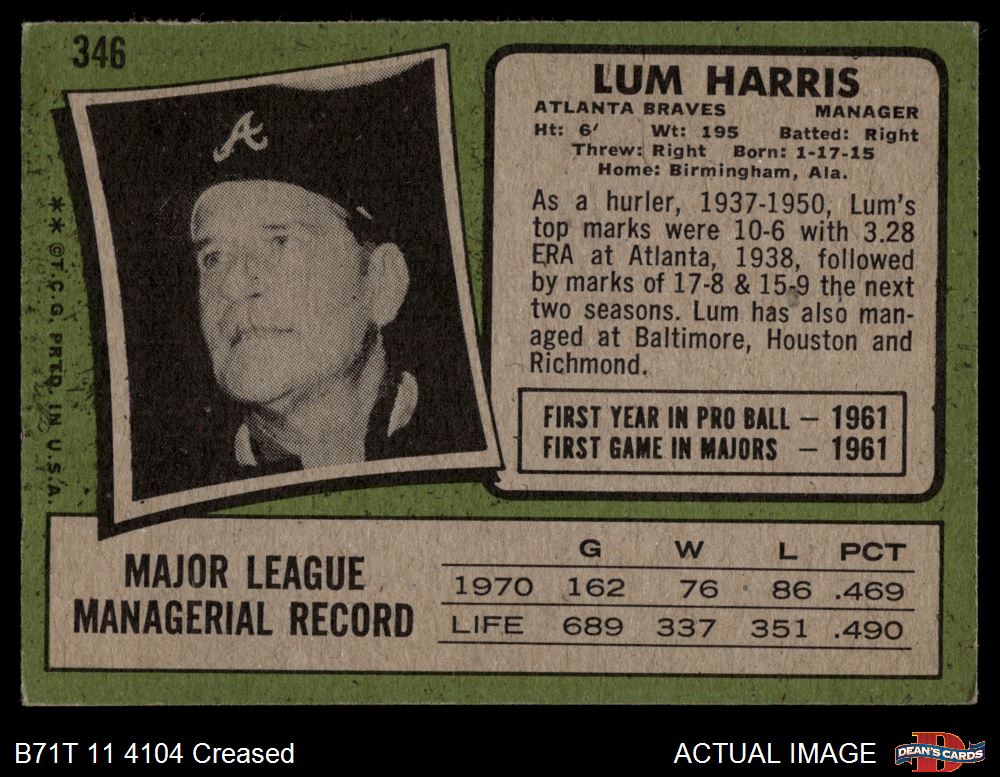 346
LUM HARRIS
ATLANTA BRAVES MANAGER
Ht: 6' Wt: 195 Batted: Right
Threw: Right Born: 1-17-15
Home: Birmingham, Ala.
As a hurler, 1937-1950, Lum's
top marks were 10-6 with 3.28
ERA at Atlanta, 1938, followed
by marks of 17-8 & 15-9 the next
two seasons. Lum has also man-
aged at Baltimore, Houston and
Richmond.
FIRST YEAR IN PRO BALL — 1961
FIRST GAME IN MAJORS — 1961
A
** ©T.C.G. PRTD. IN U.S.A.
MAJOR LEAGUE
MANAGERIAL RECORD
G W L PCT
1970 162 76 86 .469
LIFE 689 337 351 .490
B71T 11 4104 Creased
ACTUAL IMAGE
D
DEAN'S CARDS